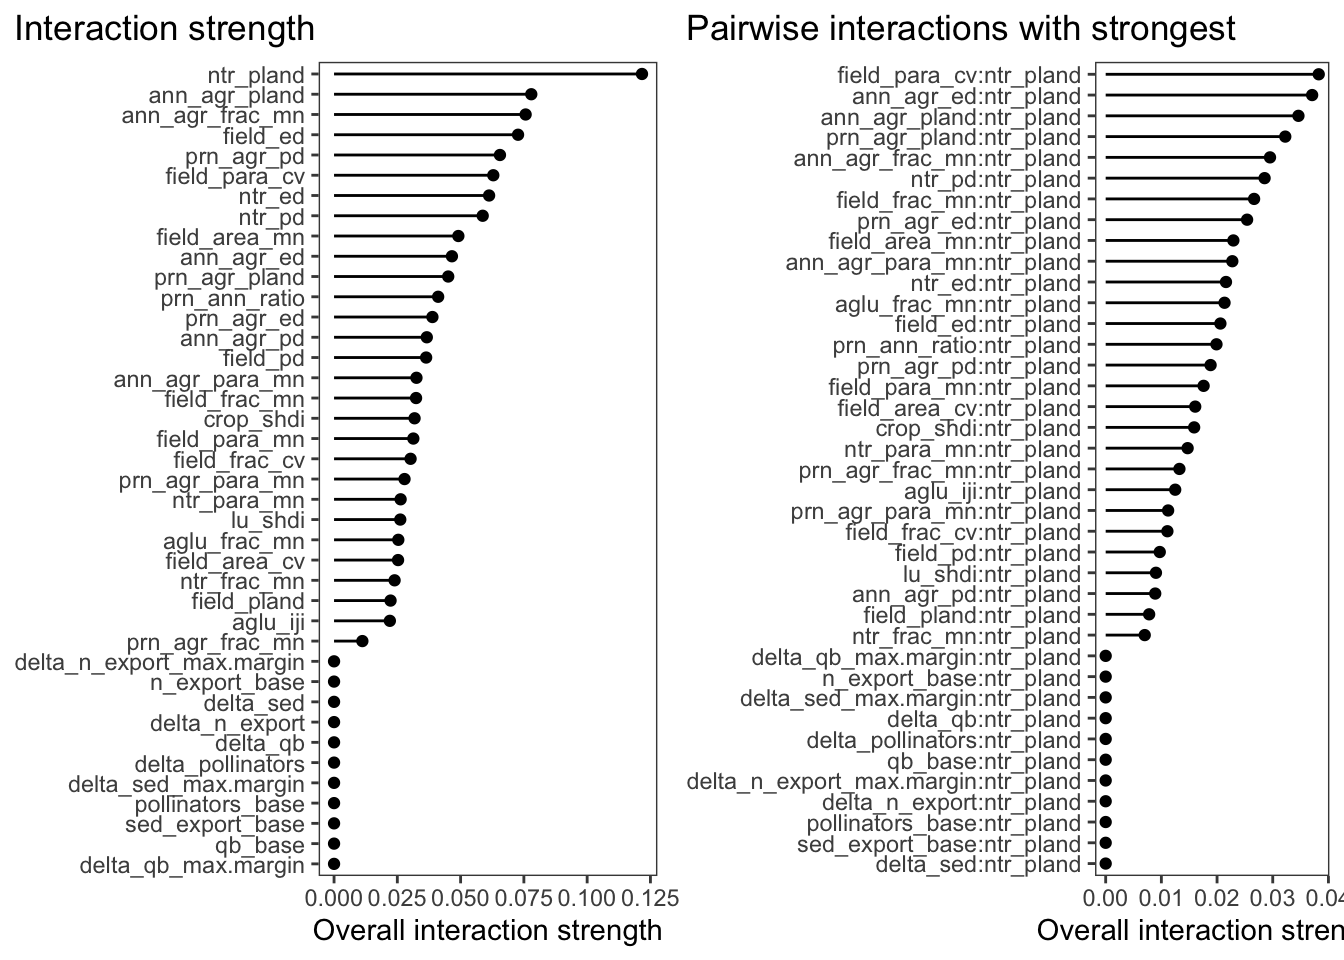 Interaction strength
ntr_pland
ann_agr_pland
ann_agr_frac_mn
field_ed
prn_agr_pd
field_para_cv
ntr_ed
ntr_pd
field_area_mn
ann_agr_ed
prn_agr_pland
prn_ann_ratio
prn_agr_ed
ann_agr_pd
field_pd
ann_agr_para_mn
field_frac_mn
crop_shdi
field_para_mn
field_frac_cv
prn_agr_para_mn
ntr_para_mn
lu_shdi
aglu_frac_mn
field_area_cv
ntr_frac_mn
field_pland
aglu_iji
prn_agr_frac_mn
delta_n_export_max.margin
n_export_base
delta_sed
delta_n_export
delta_qb
delta_pollinators
delta_sed_max.margin
pollinators_base
sed_export_base
qb_base
delta_qb_max.margin
0.000 0.025 0.050 0.075 0.100 0.125
Overall interaction strength
Pairwise interactions with strongest
field_para_cv:ntr_pland
ann_agr_ed:ntr_pland
ann_agr_pland:ntr_pland
prn_agr_pland:ntr_pland
ann_agr_frac_mn:ntr_pland
ntr_pd:ntr_pland
field_frac_mn:ntr_pland
prn_agr_ed:ntr_pland
field_area_mn:ntr_pland
ann_agr_para_mn:ntr_pland
ntr_ed:ntr_pland
aglu_frac_mn:ntr_pland
field_ed:ntr_pland
prn_ann_ratio:ntr_pland
prn_agr_pd:ntr_pland
field_para_mn:ntr_pland
field_area_cv:ntr_pland
crop_shdi:ntr_pland
ntr_para_mn:ntr_pland
prn_agr_frac_mn:ntr_pland
aglu_iji:ntr_pland
prn_agr_para_mn:ntr_pland
field_frac_cv:ntr_pland
field_pd:ntr_pland
lu_shdi:ntr_pland
ann_agr_pd:ntr_pland
field_pland:ntr_pland
ntr_frac_mn:ntr_pland
delta_qb_max.margin:ntr_pland
n_export_base:ntr_pland
delta_sed_max.margin:ntr_pland
delta_qb:ntr_pland
delta_pollinators:ntr_pland
qb_base:ntr_pland
delta_n_export_max.margin:ntr_pland
delta_n_export:ntr_pland
pollinators_base:ntr_pland
sed_export_base:ntr_pland
delta_sed:ntr_pland
0.00 0.01 0.02 0.03 0.04
Overall interaction stren